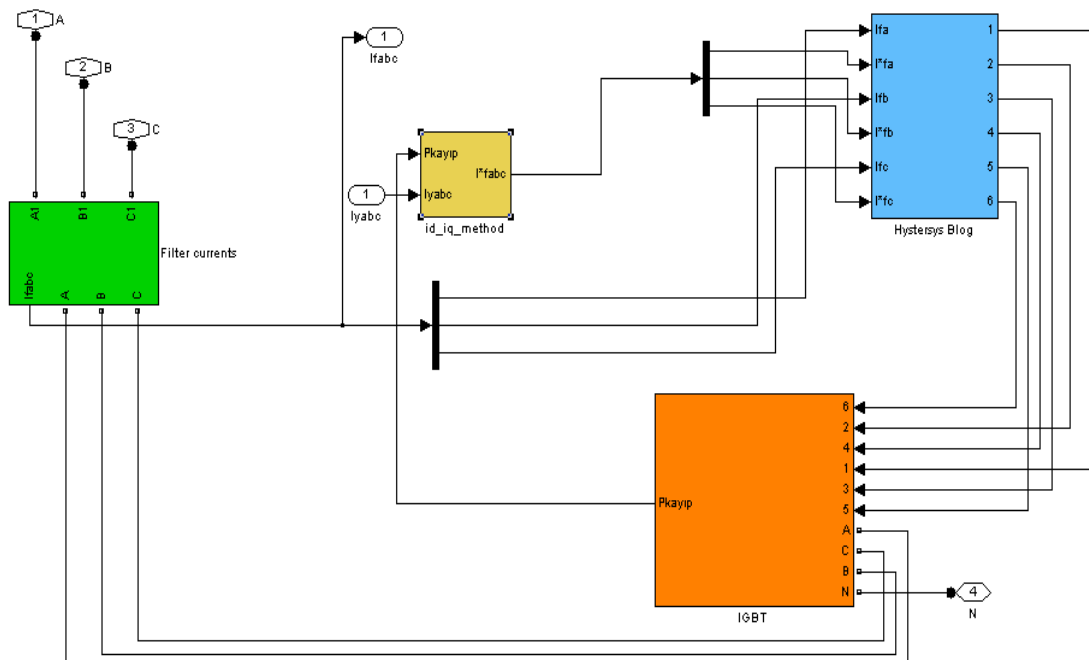 1
A
2
B
3
C
A1
B1
C1
Ifabc
A
B
C
Filter currents
1
Ifabc
Pkayıp
Iyabc
I*fabc
id_iq_method
1
Iyabc
Ifa
I*fa
Ifb
I*fb
Ifc
I*fc
1
2
3
4
5
6
Hystersys Blog
Pkayıp
6
2
4
1
3
5
A
C
B
N
IGBT
4
N